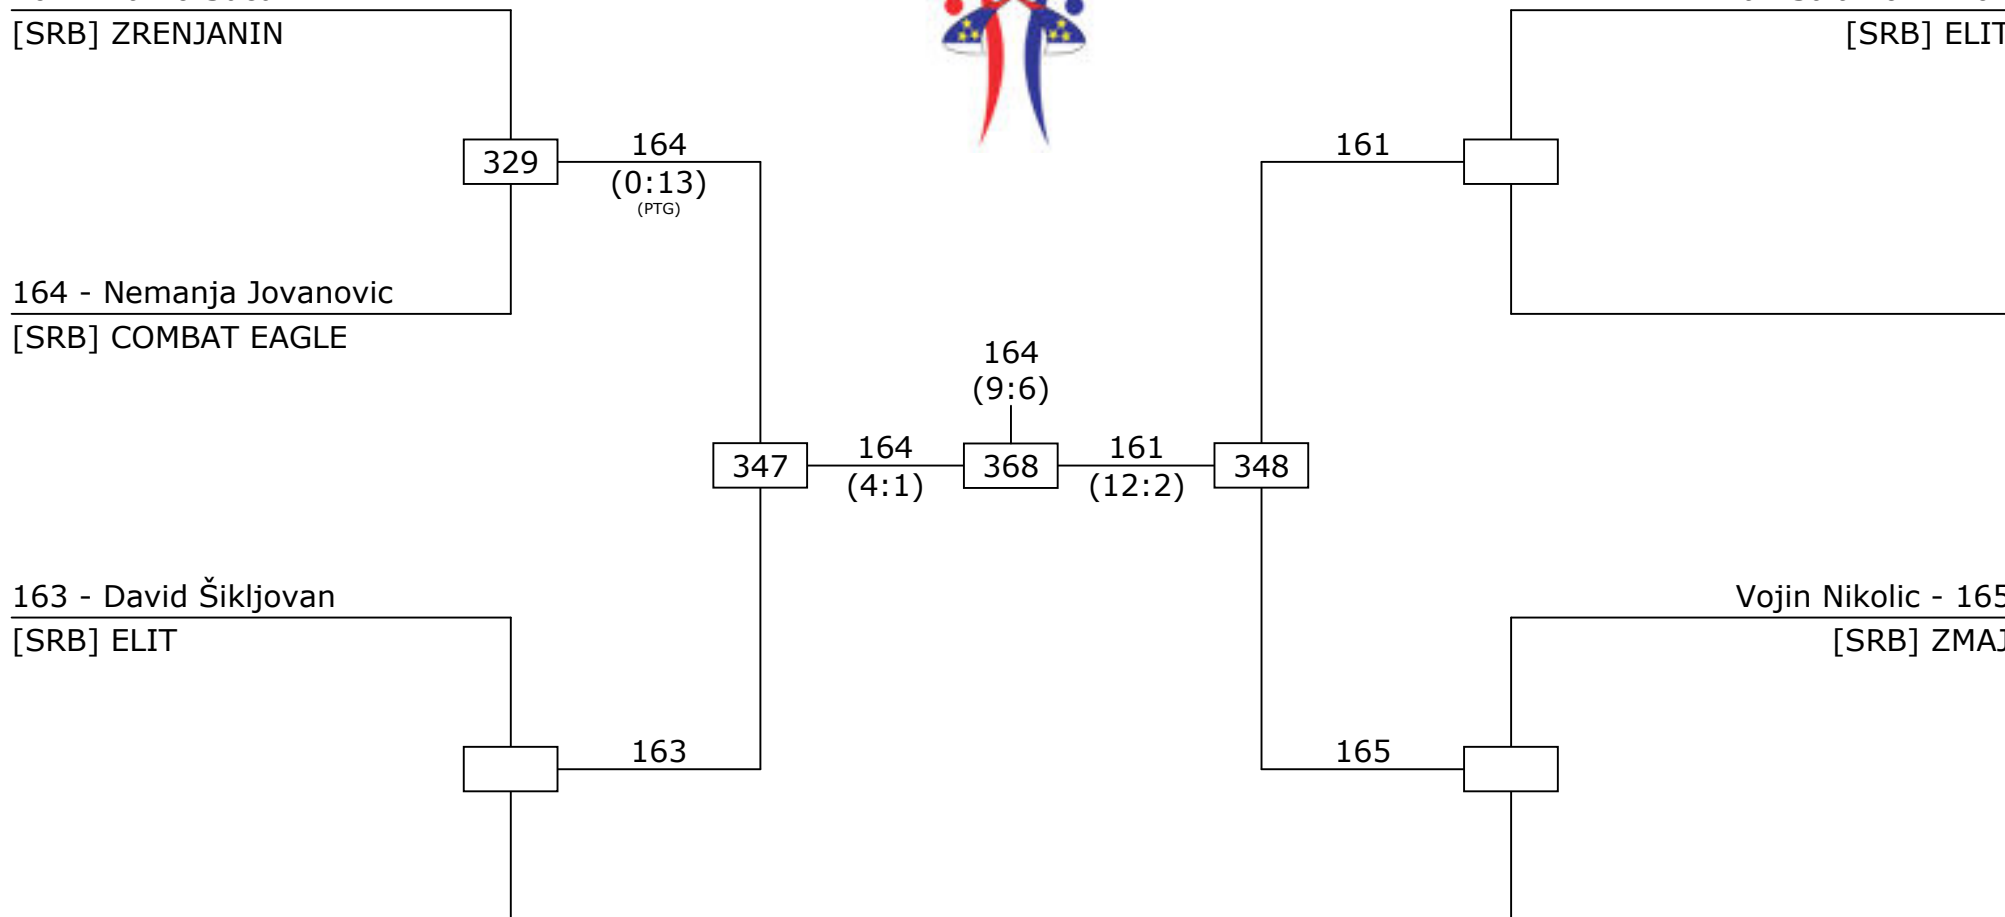 [SRB] ZRENJANIN
[SRB] ELIT
329
164
(0:13)
(PTG)
161
164 - Nemanja Jovanovic
[SRB] COMBAT EAGLE
164
(9:6)
347
164
(4:1)
368
161
(12:2)
348
163 - David Šikljovan
[SRB] ELIT
Vojin Nikolic - 165
[SRB] ZMAJ
163
165